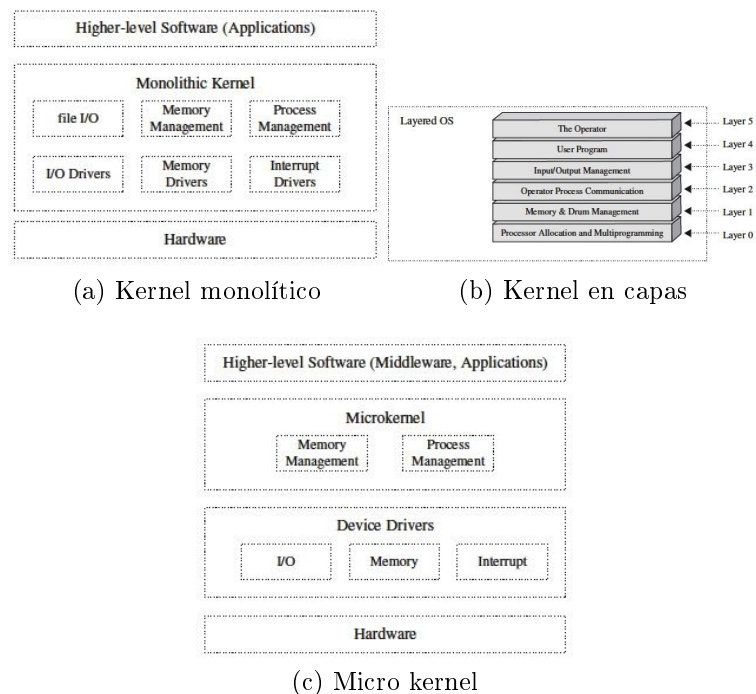 Higher-level Software (Applications)
Monolithic Kernel
file I/O
Memory
Management
Process
Management
I/O Drivers
Memory
Drivers
Interrupt
Drivers
Hardware
(a) Kernel monolítico
Layered OS
The Operator
Layer 5
User Program
Layer 4
Input/Output Management
Layer 3
Operator Process Communication
Layer 2
Memory & Drum Management
Layer 1
Processor Allocation and Multiprogramming
Layer 0
(b) Kernel en capas
Higher-level Software (Middleware, Applications)
Microkernel
Memory
Management
Process
Management
Device Drivers
I/O
Memory
Interrupt
Hardware
(c) Micro kernel